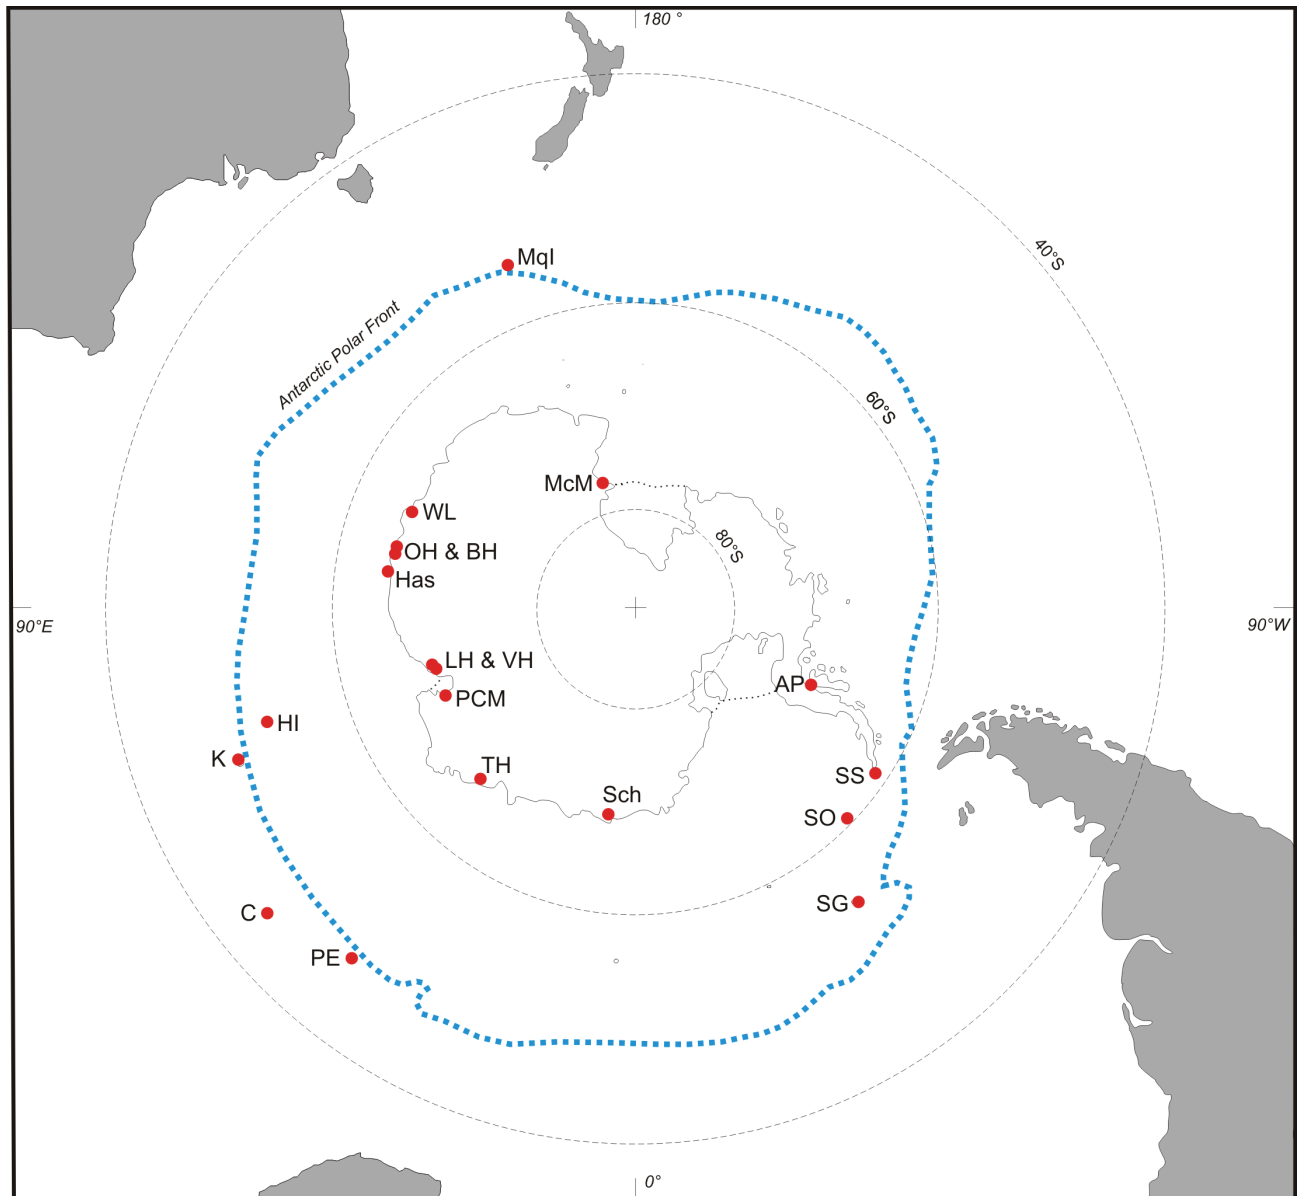 180 °
40°S
MqI
Antarctic Polar Front
60°S
McM
WL
80°S
OH & BH
Has
90°E
90°W
LH & VH
AP
PCM
HI
K
TH
SS
Sch
SO
SG
C
PE
0°